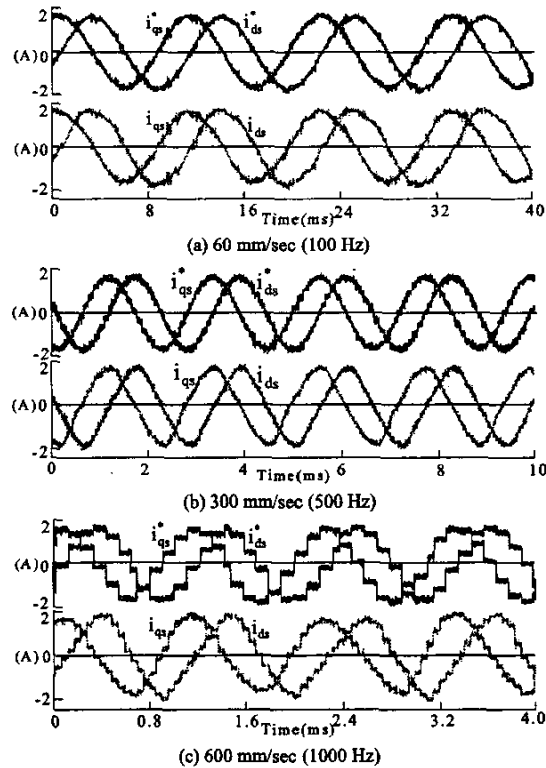 2
i*qs i*ds
(A) 0
-2
2
iqs ids
(A) 0
-2
0 8 16 24 32 40
Time(ms)
(a) 60 mm/sec (100 Hz)
2
i*qs i*ds
(A) 0
-2
2
iqs ids
(A) 0
-2
0 2 4 6 8 10
Time(ms)
(b) 300 mm/sec (500 Hz)
2
i*qs i*ds
(A) 0
-2
2
iqs ids
(A) 0
-2
0 0.8 1.6 2.4 3.2 4.0
Time(ms)
(c) 600 mm/sec (1000 Hz)